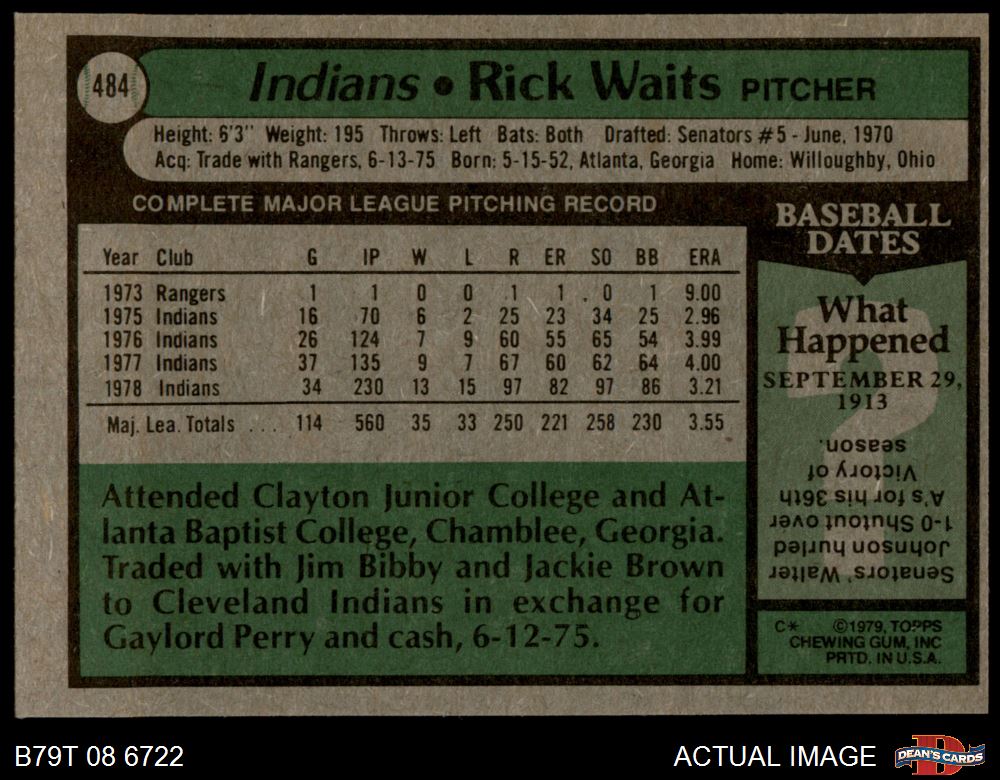 484
Indians • Rick Waits PITCHER
Height: 6'3" Weight: 195 Throws: Left Bats: Both Drafted: Senators #5 - June, 1970
Acq: Trade with Rangers, 6-13-75 Born: 5-15-52, Atlanta, Georgia Home: Willoughby, Ohio
COMPLETE MAJOR LEAGUE PITCHING RECORD
Year Club G IP W L R ER SO BB ERA
1973 Rangers 1 1 0 0 1 1 0 1 9.00
1975 Indians 16 70 6 2 25 23 34 25 2.96
1976 Indians 26 124 7 9 60 55 65 54 3.99
1977 Indians 37 135 9 7 67 60 62 64 4.00
1978 Indians 34 230 13 15 97 82 97 86 3.21
Maj. Lea. Totals ... 114 560 35 33 250 221 258 230 3.55
Attended Clayton Junior College and At-
lanta Baptist College, Chamblee, Georgia.
Traded with Jim Bibby and Jackie Brown
to Cleveland Indians in exchange for
Gaylord Perry and cash, 6-12-75.
BASEBALL
DATES
What
Happened
SEPTEMBER 29,
1913
?
Senators' Walter
Johnson hurled
1-0 Shutout over
A's for his 36th
Victory of
season.
C* ©1979, TOPPS
CHEWING GUM, INC
PRTD. IN U.S.A.
B79T 08 6722
ACTUAL IMAGE
D
DEAN'S CARDS